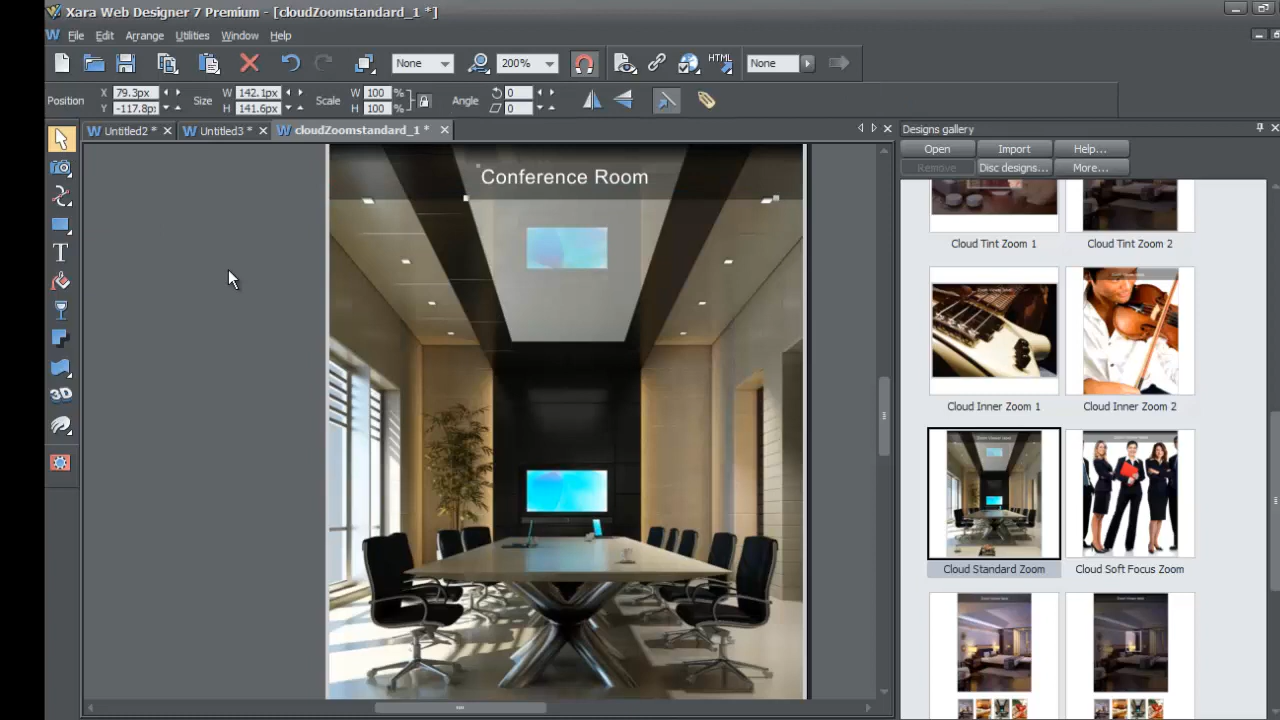 Xara Web Designer 7 Premium - [cloudZoomstandard_1 *]
File Edit Arrange Utilities Window Help
None 200% HTML None
Position X 79.3px Y -117.8px Size W 142.1px H 141.6px Scale W 100 % H 100 % Angle 0 0
Untitled2 * Untitled3 * cloudZoomstandard_1 *
Designs gallery
Open Import Help...
Remove Disc designs... More...
Conference Room
Cloud Tint Zoom 1 Cloud Tint Zoom 2
Cloud Inner Zoom 1 Cloud Inner Zoom 2
Cloud Standard Zoom Cloud Soft Focus Zoom
T
3D